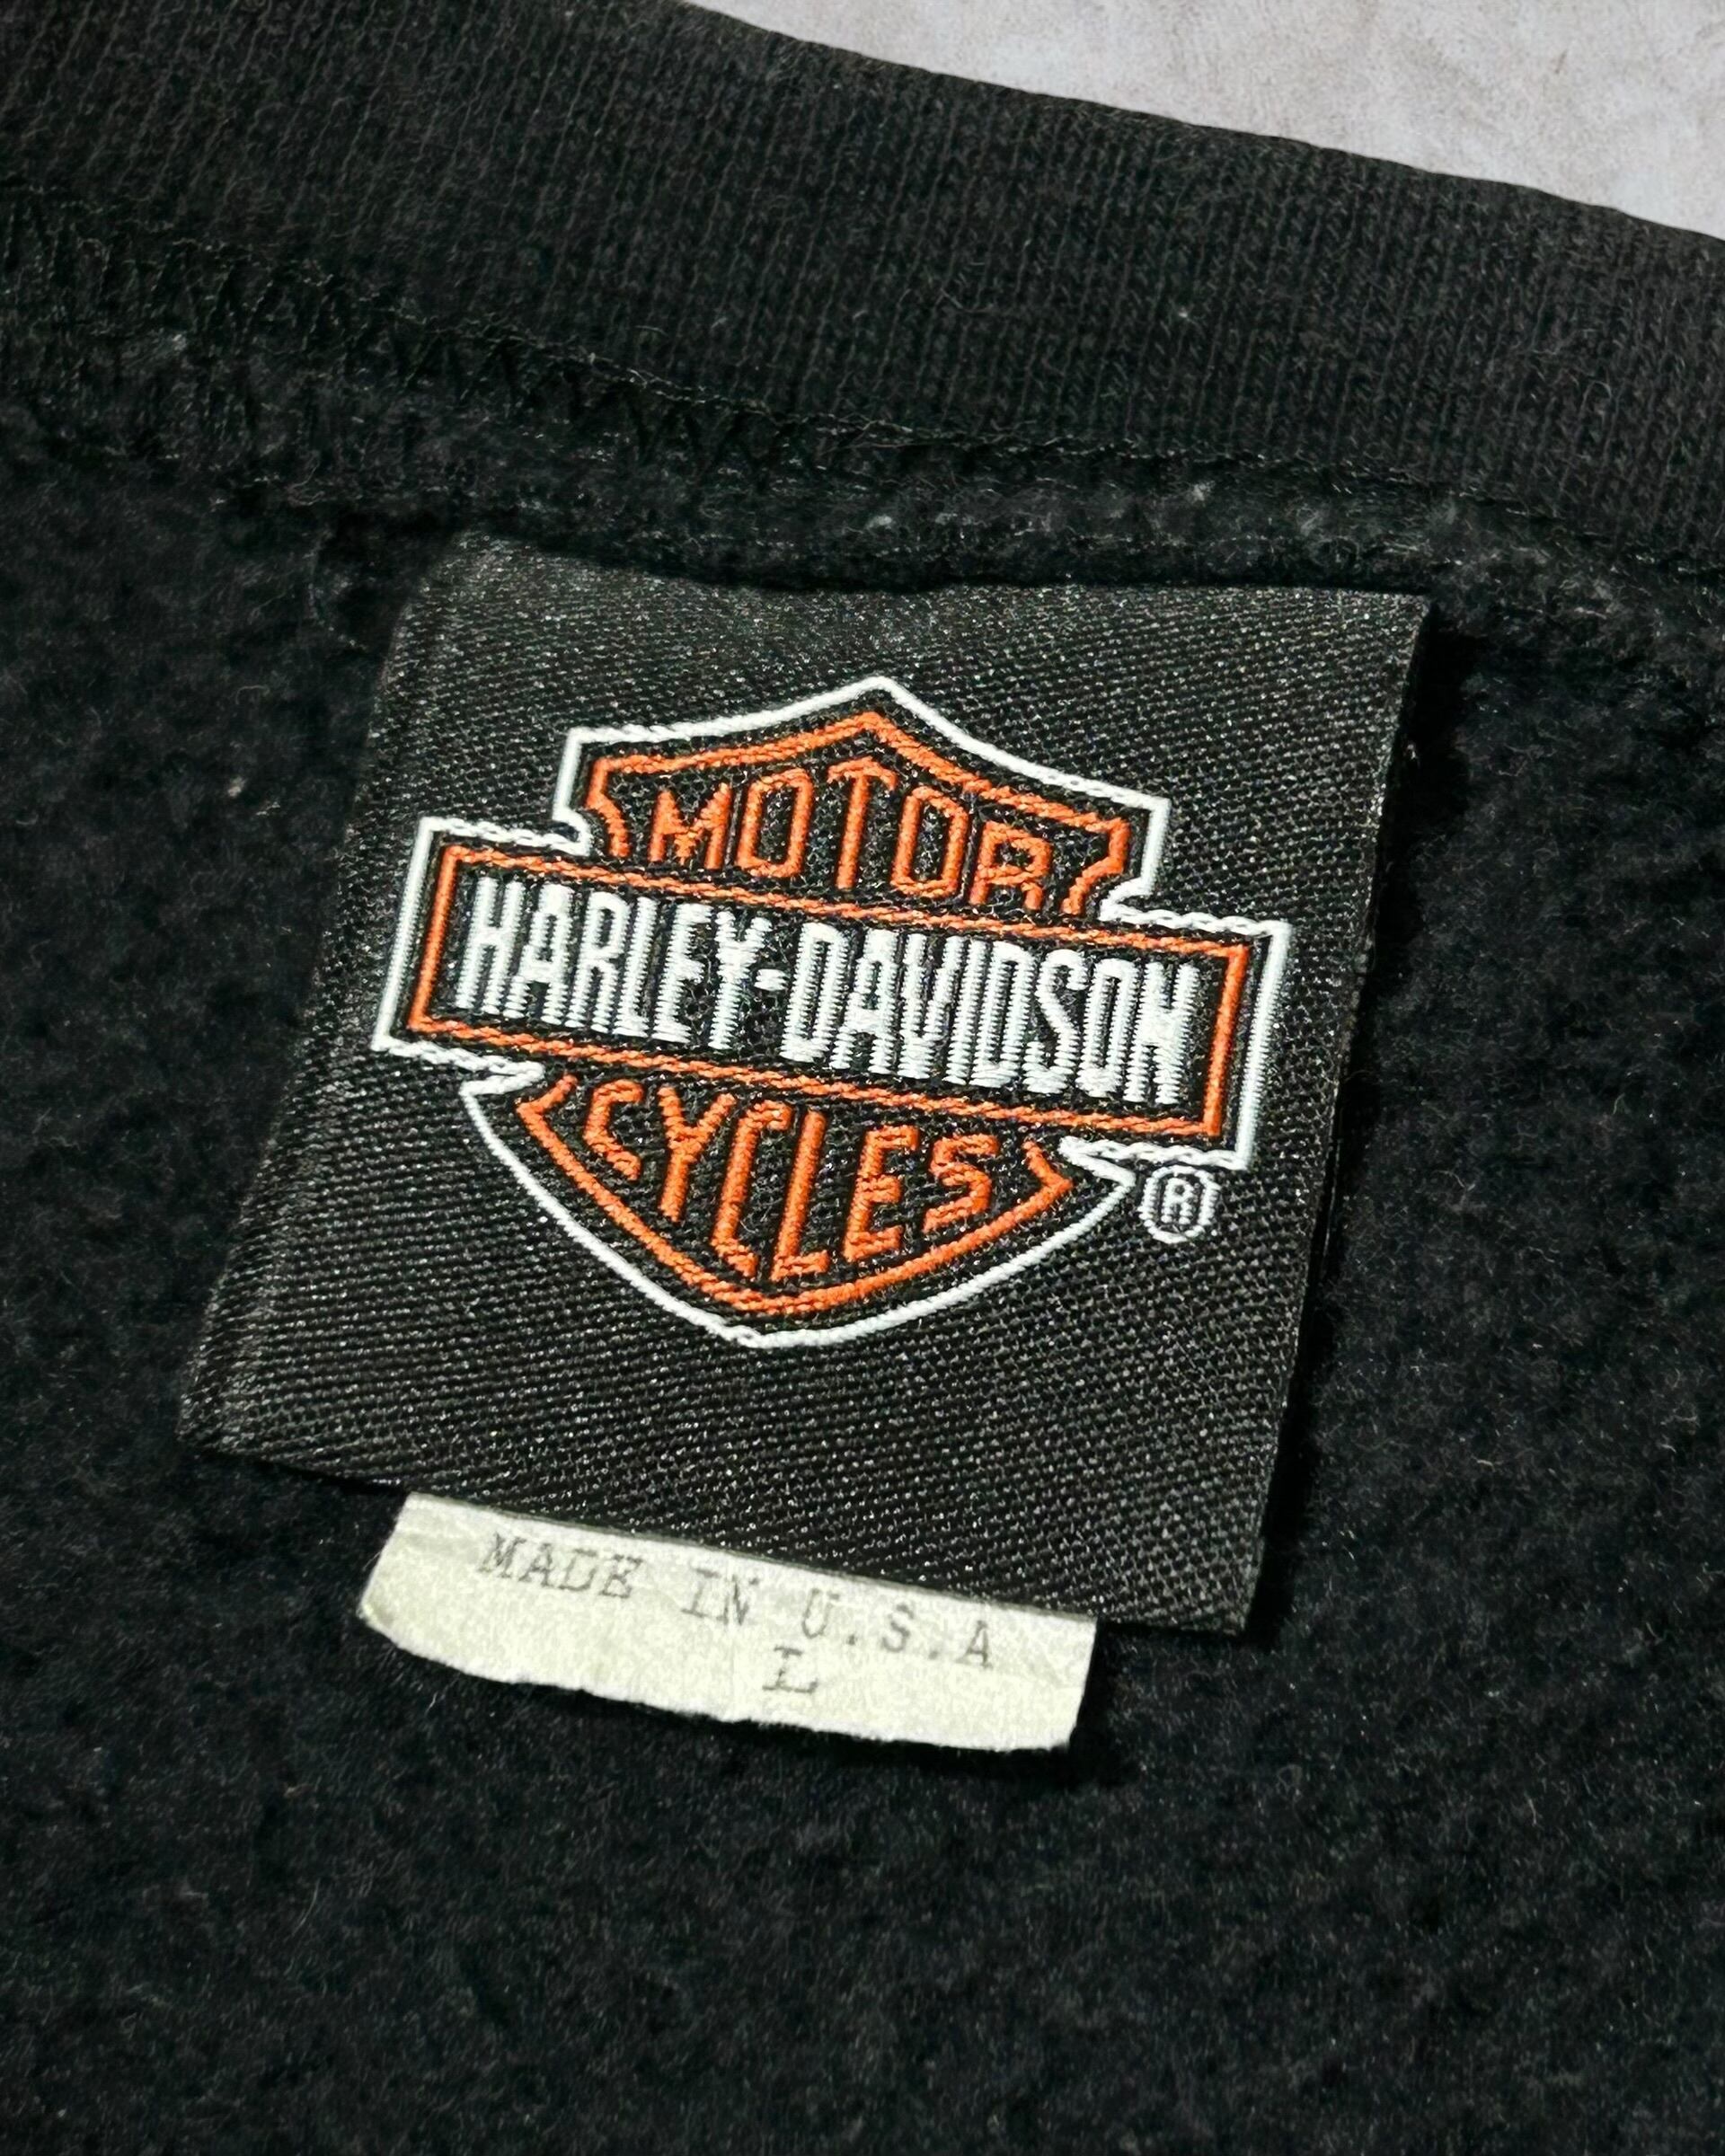 MOTOR
HARLEY-DAVIDSON
CYCLES
®
MADE IN U.S.A
L